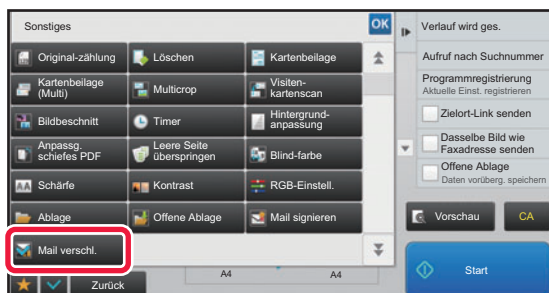 Sonstiges
OK
Original-zählung
Löschen
Kartenbeilage
Kartenbeilage
(Multi)
Multicrop
Visiten-
kartenscan
Bildbeschnitt
Timer
Hintergrund-
anpassung
Anpassg.
schiefes PDF
Leere Seite
überspringen
Blind-farbe
AA Schärfe
Kontrast
RGB-Einstell.
Ablage
Offene Ablage
Mail signieren
Mail verschl.
Zurück
A4
A4
Verlauf wird ges.
Aufruf nach Suchnummer
Programmregistrierung
Aktuelle Einst. registrieren
Zielort-Link senden
Dasselbe Bild wie
Faxadresse senden
Offene Ablage
Daten vorüberg. speichern
Vorschau
CA
Start